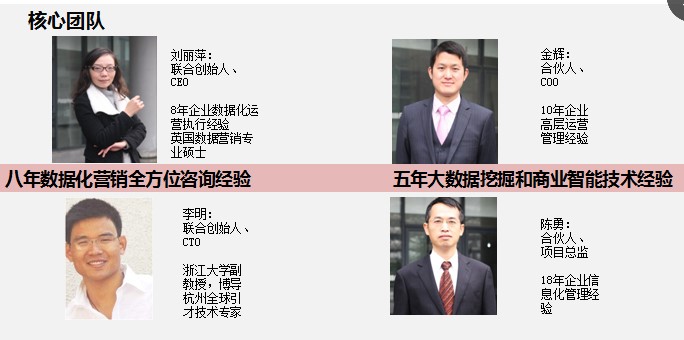 核心团队
刘丽萍：
联合创始人、
CEO
8年企业数据化运
营执行经验
英国数据营销专
业硕士
金辉：
合伙人、
COO
10年企业
高层运营
管理经验
八年数据化营销全方位咨询经验
五年大数据挖掘和商业智能技术经验
李明：
联合创始人、
CTO
浙江大学副
教授，博导
杭州全球引
才技术专家
陈勇：
合伙人、
项目总监
18年企业信
息化管理经
验